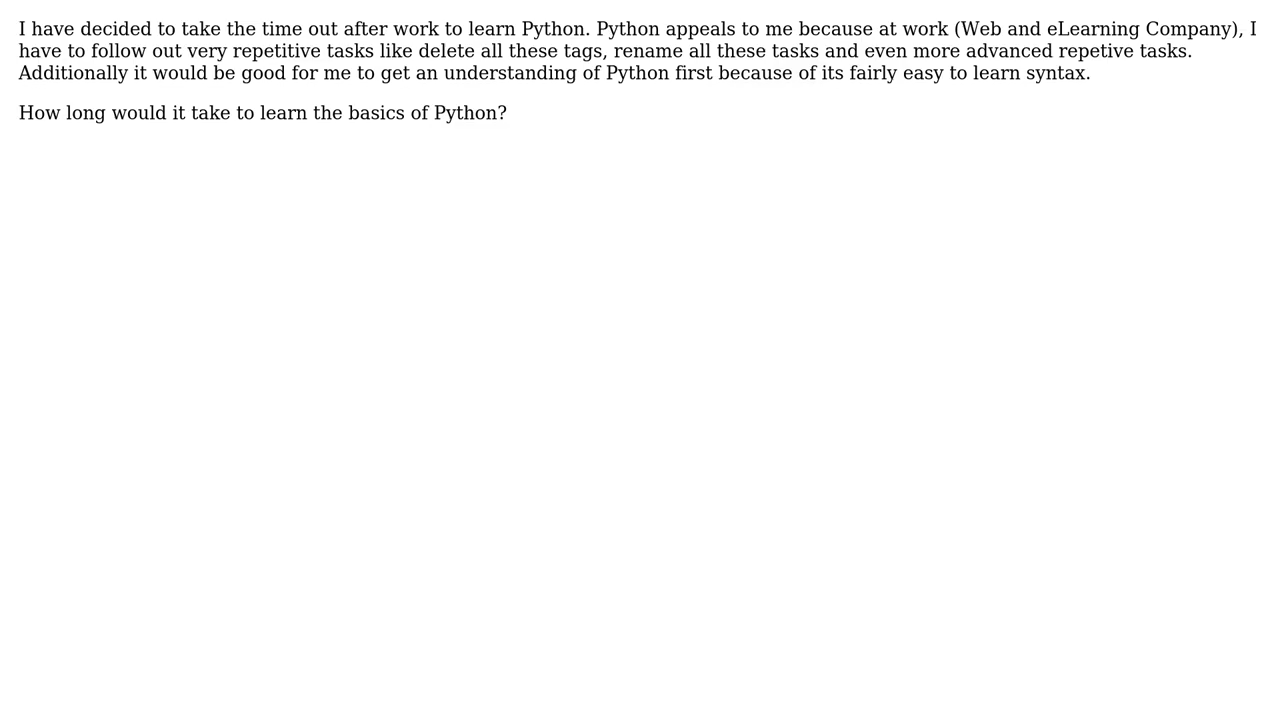 I have decided to take the time out after work to learn Python. Python appeals to me because at work (Web and eLearning Company), I
have to follow out very repetitive tasks like delete all these tags, rename all these tasks and even more advanced repetive tasks.
Additionally it would be good for me to get an understanding of Python first because of its fairly easy to learn syntax.
How long would it take to learn the basics of Python?